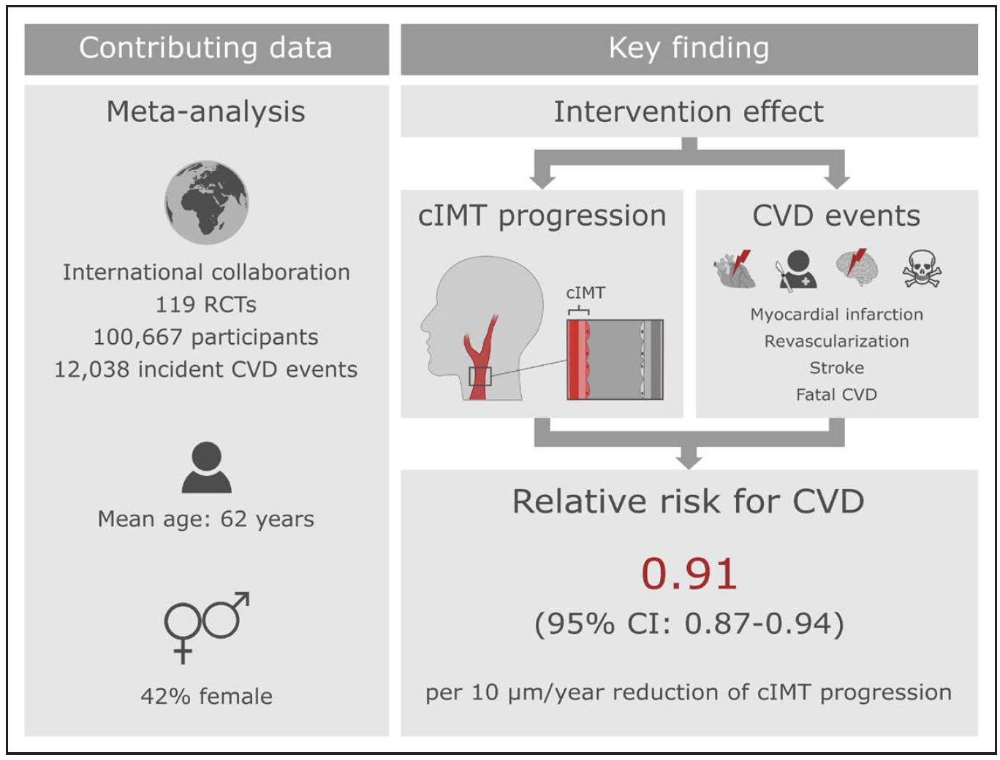 Contributing data
Meta-analysis
International collaboration
119 RCTs
100,667 participants
12,038 incident CVD events
Mean age: 62 years
42% female
Key finding
Intervention effect
cIMT progression
cIMT
CVD events
Myocardial infarction
Revascularization
Stroke
Fatal CVD
Relative risk for CVD
0.91
(95% CI: 0.87-0.94)
per 10 µm/year reduction of cIMT progression